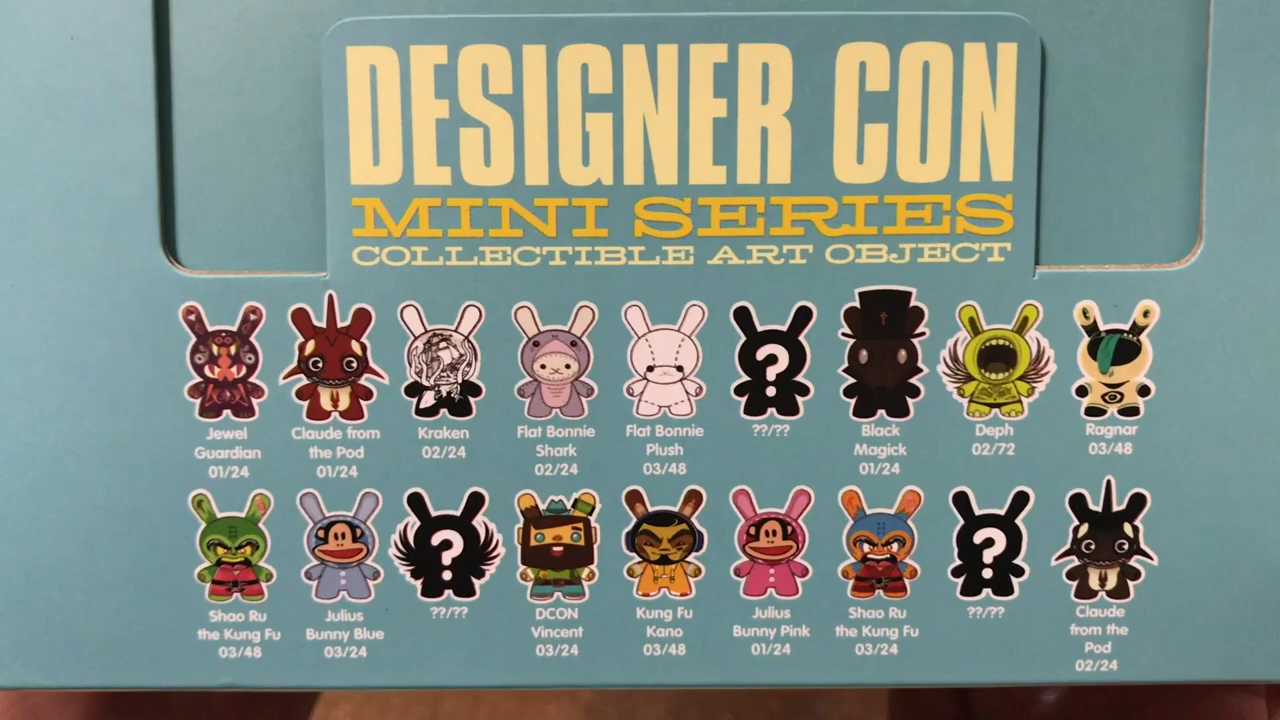 DESIGNER CON
MINI SERIES
COLLECTIBLE ART OBJECT
Jewel
Guardian
01/24
Claude from
the Pod
01/24
Kraken
02/24
Flat Bonnie
Shark
02/24
Flat Bonnie
Plush
03/48
?
??/??
Black
Magick
01/24
Deph
02/72
Ragnar
03/48
Shao Ru
the Kung Fu
03/48
Julius
Bunny Blue
03/24
?
??/??
DCON
Vincent
03/24
Kung Fu
Kano
03/48
Julius
Bunny Pink
01/24
Shao Ru
the Kung Fu
03/24
?
??/??
Claude
from the
Pod
02/24